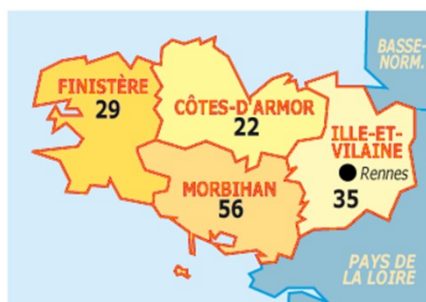 BASSE-
NORM.
FINISTÈRE
29
CÔTES-D'ARMOR
22
ILLE-ET-
VILAINE
Rennes
35
MORBIHAN
56
PAYS DE
LA LOIRE